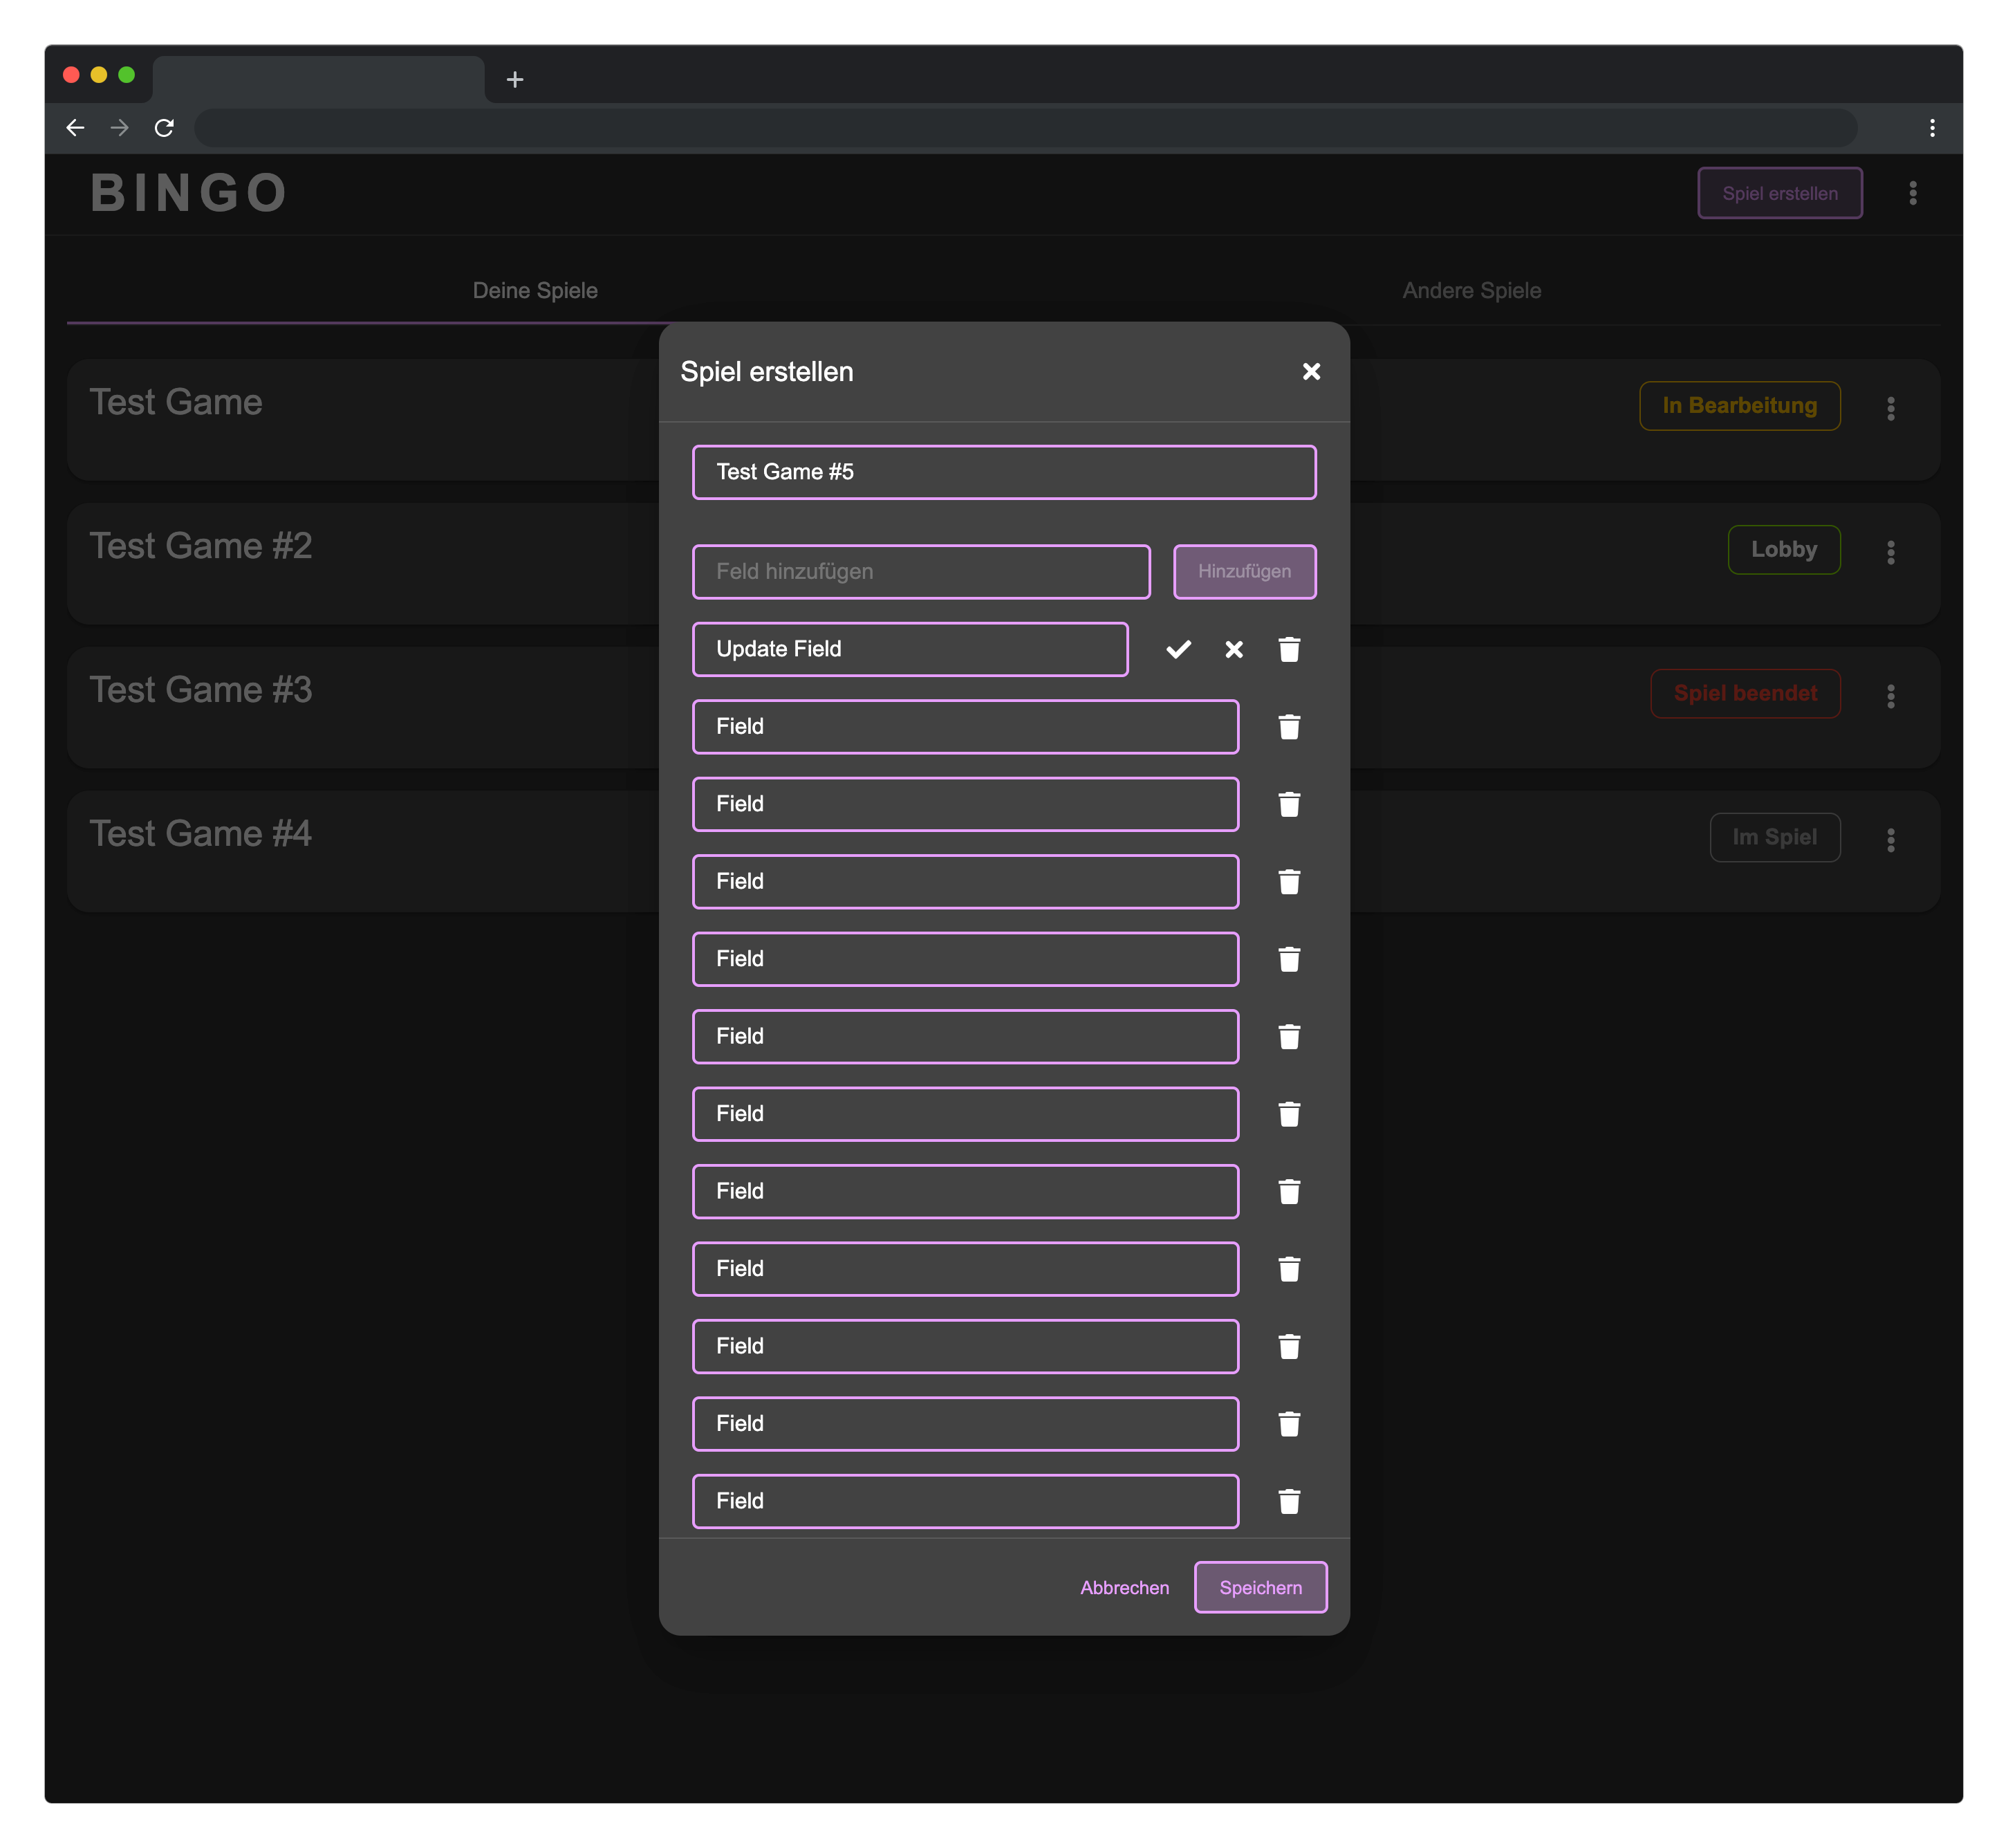 BINGO
Spiel erstellen
Deine Spiele
Andere Spiele
Test Game
In Bearbeitung
Test Game #2
Lobby
Test Game #3
Spiel beendet
Test Game #4
Im Spiel
Spiel erstellen
Test Game #5
Feld hinzufügen
Hinzufügen
Update Field
Field
Field
Field
Field
Field
Field
Field
Field
Field
Field
Field
Abbrechen
Speichern